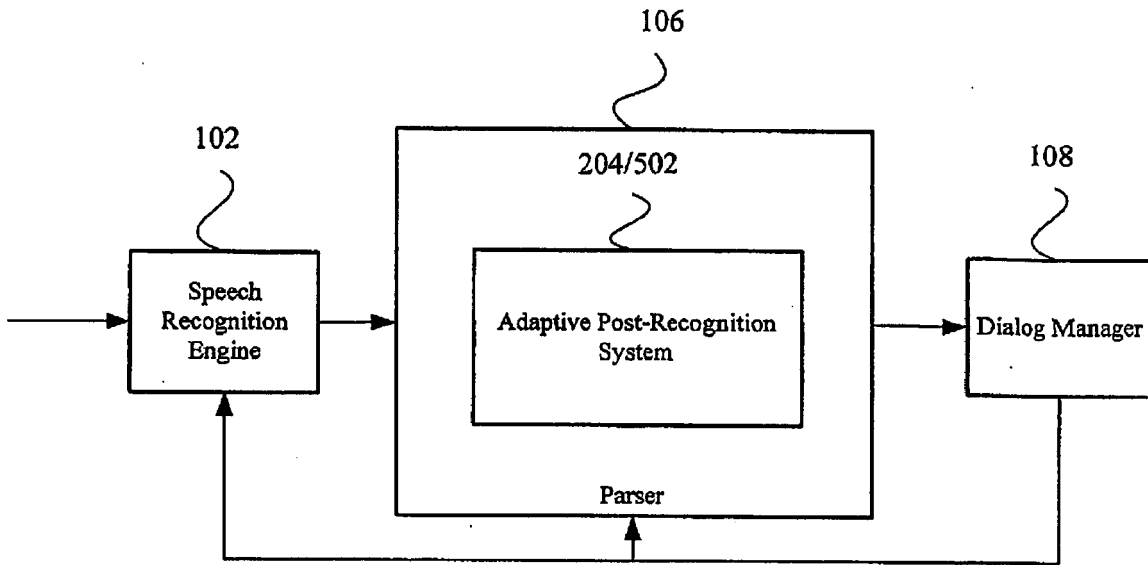 106
102
204/502
108
Speech
Recognition
Engine
Adaptive Post-Recognition
System
Dialog Manager
Parser